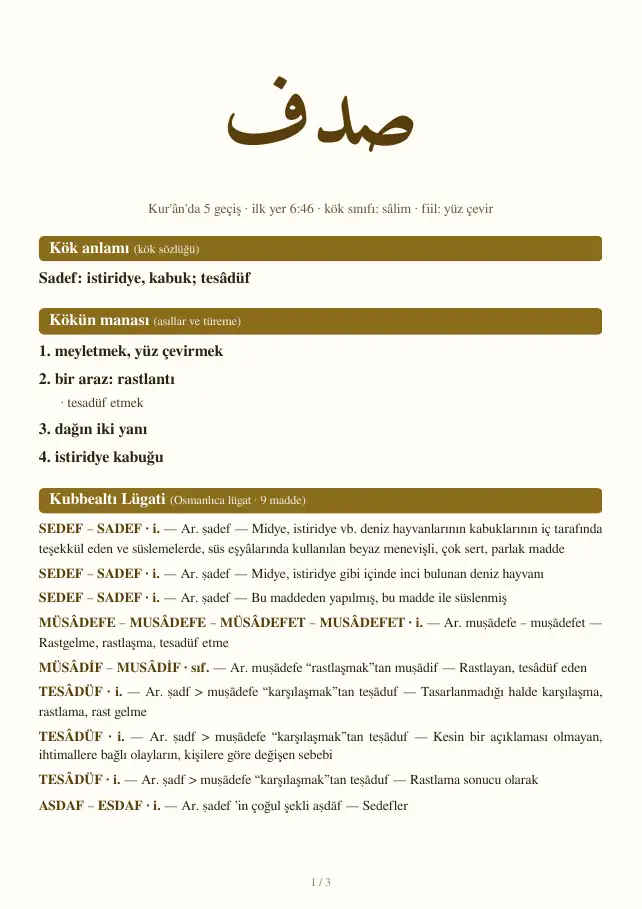 صدف
Kur'ân'da 5 geçiş · ilk yer 6:46 · kök sınıfı: sâlim · fiil: yüz çevir
Kök anlamı (kök sözlüğü)
Sadef: istiridye, kabuk; tesâdüf
Kökün manası (asıllar ve türeme)
1. meyletmek, yüz çevirmek
2. bir araz: rastlantı
· tesadüf etmek
3. dağın iki yanı
4. istiridye kabuğu
Kubbealtı Lügati (Osmanlıca lügat · 9 madde)
SEDEF – SADEF · i. — Ar. ṣadef — Midye, istiridye vb. deniz hayvanlarının kabuklarının iç tarafında
teşekkül eden ve süslemelerde, süs eşyâlarında kullanılan beyaz menevişli, çok sert, parlak madde
SEDEF – SADEF · i. — Ar. ṣadef — Midye, istiridye gibi içinde inci bulunan deniz hayvanı
SEDEF – SADEF · i. — Ar. ṣadef — Bu maddeden yapılmış, bu madde ile süslenmiş
MÜSÂDEFE – MUSÂDEFE – MÜSÂDEFET – MUSÂDEFET · i. — Ar. muṣādefe – muṣādefet —
Rastgelme, rastlaşma, tesadüf etme
MÜSÂDİF – MUSÂDİF · sıf. — Ar. muṣādefe “rastlaşmak”tan muṣādif — Rastlayan, tesâdüf eden
TESÂDÜF · i. — Ar. ṣadf > muṣādefe “karşılaşmak”tan teṣāduf — Tasarlanmadığı halde karşılaşma,
rastlama, rast gelme
TESÂDÜF · i. — Ar. ṣadf > muṣādefe “karşılaşmak”tan teṣāduf — Kesin bir açıklaması olmayan,
ihtimallere bağlı olayların, kişilere göre değişen sebebi
TESÂDÜF · i. — Ar. ṣadf > muṣādefe “karşılaşmak”tan teṣāduf — Rastlama sonucu olarak
ASDAF – ESDAF · i. — Ar. ṣadef ’in çoğul şekli aṣdāf — Sedefler
1 / 3